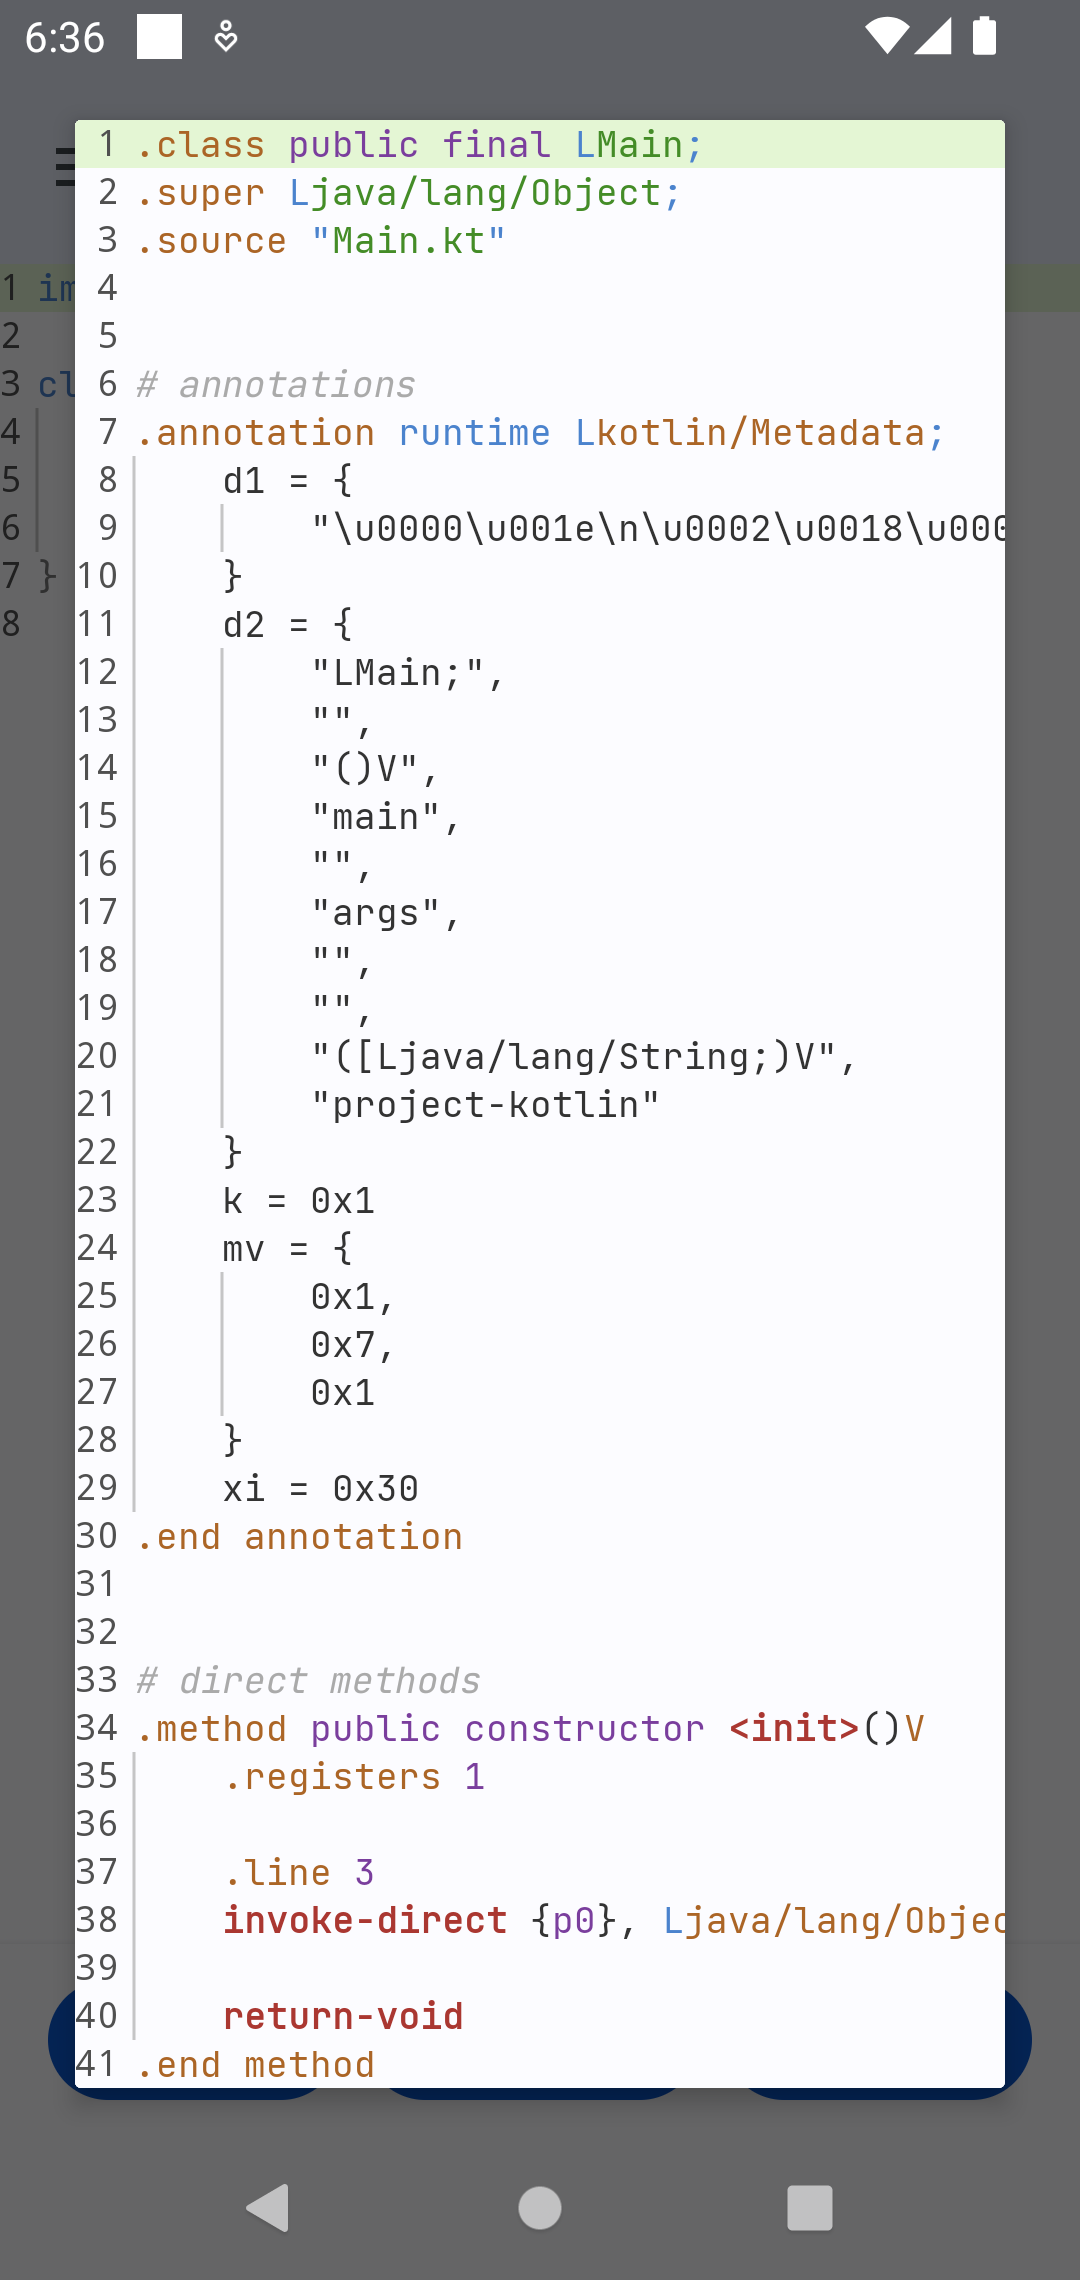 6:36
1 .class public final LMain;
2 .super Ljava/lang/Object;
3 .source "Main.kt"
4
5
6 # annotations
7 .annotation runtime Lkotlin/Metadata;
8 d1 = {
9 "\u0000\u001e\n\u0002\u0018\u000
10 }
11 d2 = {
12 "LMain;",
13 "",
14 "()V",
15 "main",
16 "",
17 "args",
18 "",
19 "",
20 "([Ljava/lang/String;)V",
21 "project-kotlin"
22 }
23 k = 0x1
24 mv = {
25 0x1,
26 0x7,
27 0x1
28 }
29 xi = 0x30
30 .end annotation
31
32
33 # direct methods
34 .method public constructor <init>()V
35 .registers 1
36
37 .line 3
38 invoke-direct {p0}, Ljava/lang/Objec
39
40 return-void
41 .end method
1 im
2
3 cl
4
5
6
7 }
8